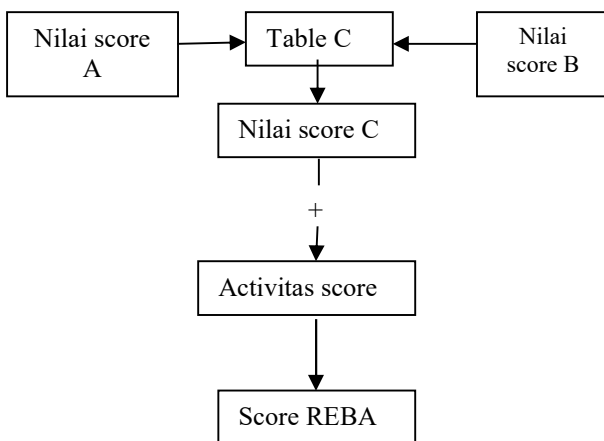 Nilai score
A
Table C
Nilai
score B
Nilai score C
+
Activitas score
Score REBA